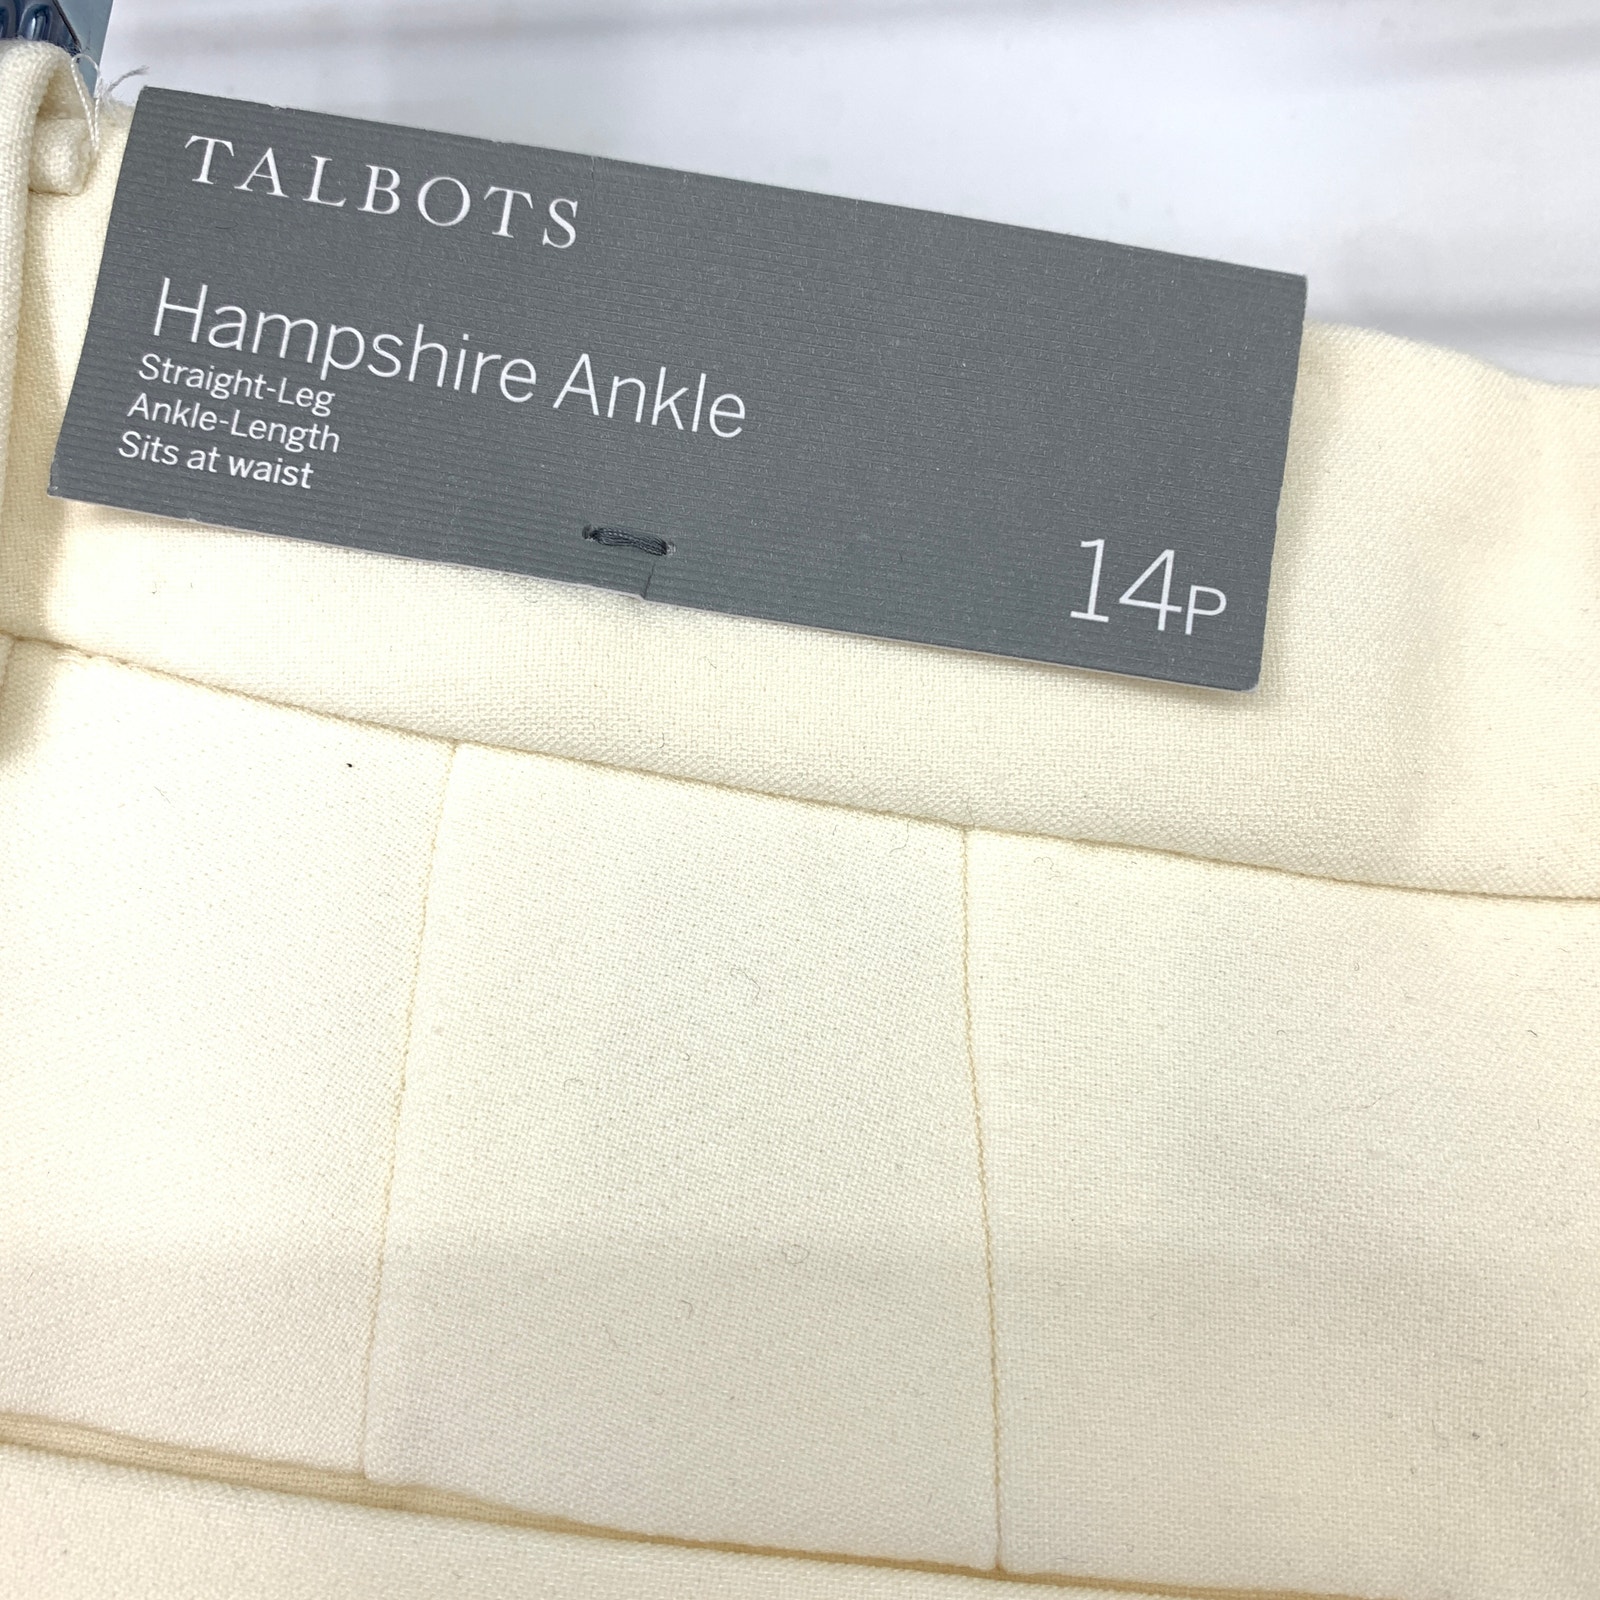 TALBOTS
Hampshire Ankle
Straight-Leg
Ankle-Length
Sits at waist
14P